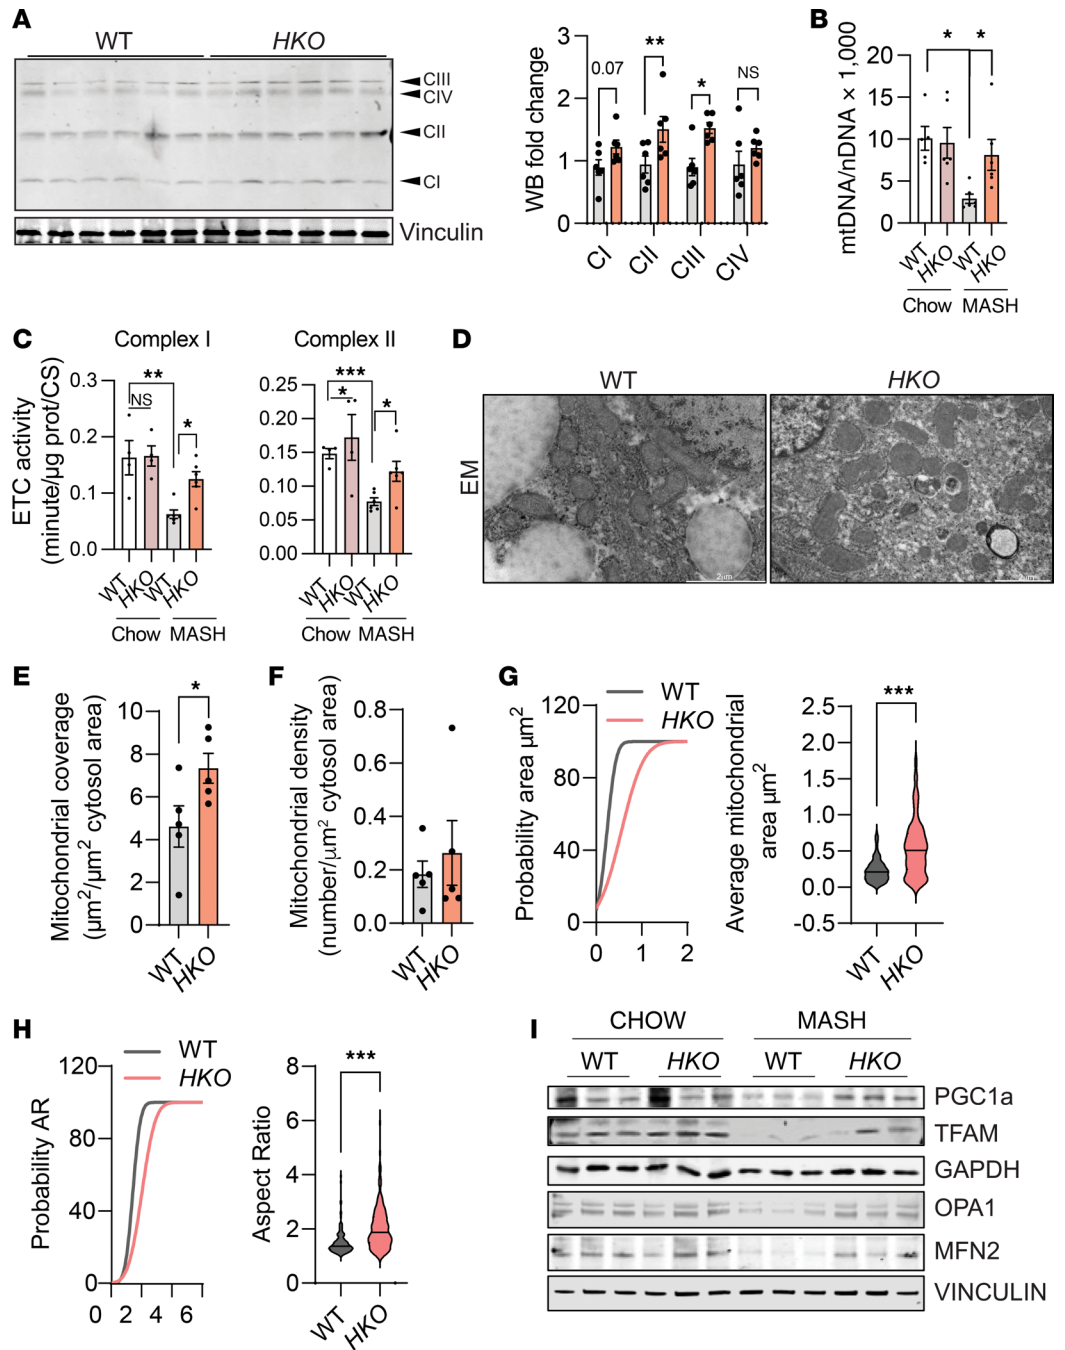 A
WT
HKO
CIII
CIV
CII
CI
Vinculin
WB fold change
3
2
1
0
0.07
**
*
NS
CI
CII
CIII
CIV
B
mtDNA/nDNA × 1,000
20
15
10
5
0
* *
WT
HKO
WT
HKO
Chow
MASH
C
Complex I
ETC activity
(minute/µg prot/CS)
0.3
0.2
0.1
0.0
**
NS
*
WT
HKO
WT
HKO
Chow MASH
Complex II
0.25
0.20
0.15
0.10
0.05
0.00
***
*
*
WT
HKO
WT
HKO
Chow MASH
D
WT
HKO
EM
2um
E
Mitochondrial coverage
(µm²/µm² cytosol area)
10
8
6
4
2
0
*
WT
HKO
F
Mitochondrial density
(number/µm² cytosol area)
0.8
0.6
0.4
0.2
0.0
WT
HKO
G
WT
HKO
Probability area µm²
120
80
40
0
0 1 2
Average mitochondrial
area µm²
2.5
2.0
1.5
1.0
0.5
0.0
-0.5
***
WT
HKO
H
WT
HKO
Probability AR
120
80
40
0
0 2 4 6
Aspect Ratio
8
6
4
2
0
***
WT
HKO
I
CHOW MASH
WT HKO WT HKO
PGC1a
TFAM
GAPDH
OPA1
MFN2
VINCULIN